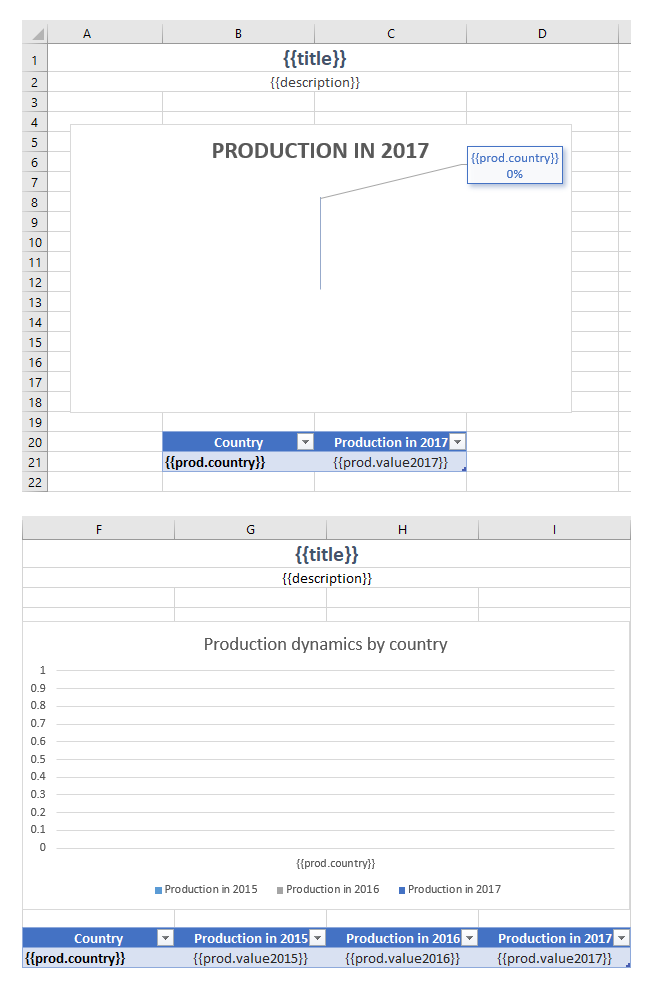 A B C D
1 {{title}}
2 {{description}}
3
4
5 PRODUCTION IN 2017
6 {{prod.country}}
7 0%
8
9
10
11
12
13
14
15
16
17
18
19
20 Country Production in 2017
21 {{prod.country}} {{prod.value2017}}
22
F G H I
{{title}}
{{description}}
Production dynamics by country
1
0.9
0.8
0.7
0.6
0.5
0.4
0.3
0.2
0.1
0
{{prod.country}}
Production in 2015 Production in 2016 Production in 2017
Country Production in 2015 Production in 2016 Production in 2017
{{prod.country}} {{prod.value2015}} {{prod.value2016}} {{prod.value2017}}